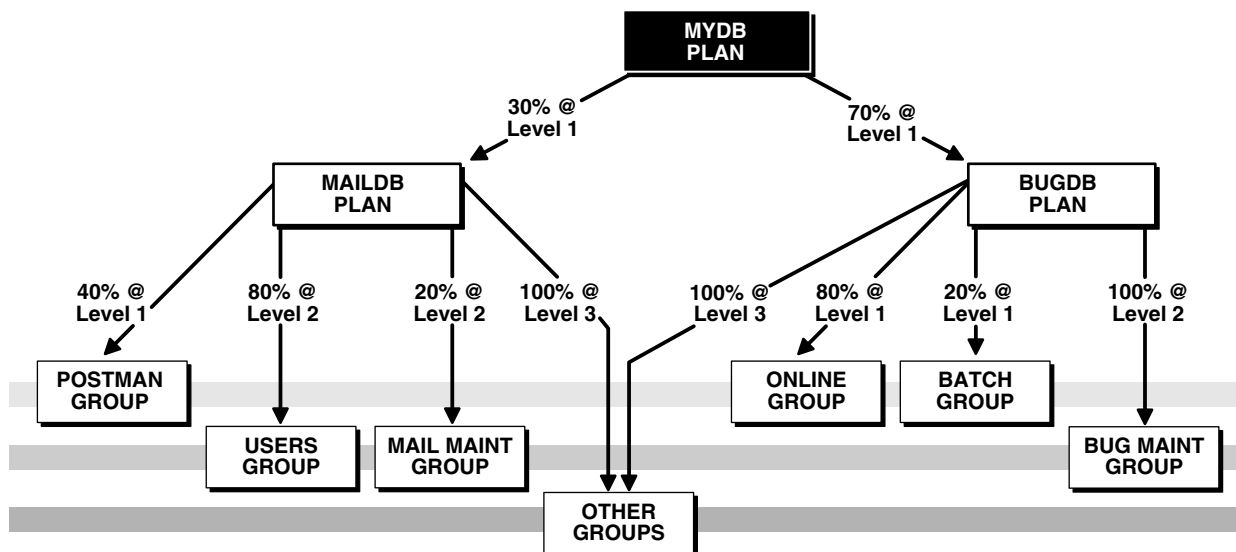 MYDB
PLAN
30% @
Level 1
70% @
Level 1
MAILDB
PLAN
BUGDB
PLAN
40% @
Level 1
80% @
Level 2
20% @
Level 2
100% @
Level 3
100% @
Level 3
80% @
Level 1
20% @
Level 1
100% @
Level 2
POSTMAN
GROUP
ONLINE
GROUP
BATCH
GROUP
USERS
GROUP
MAIL MAINT
GROUP
BUG MAINT
GROUP
OTHER
GROUPS